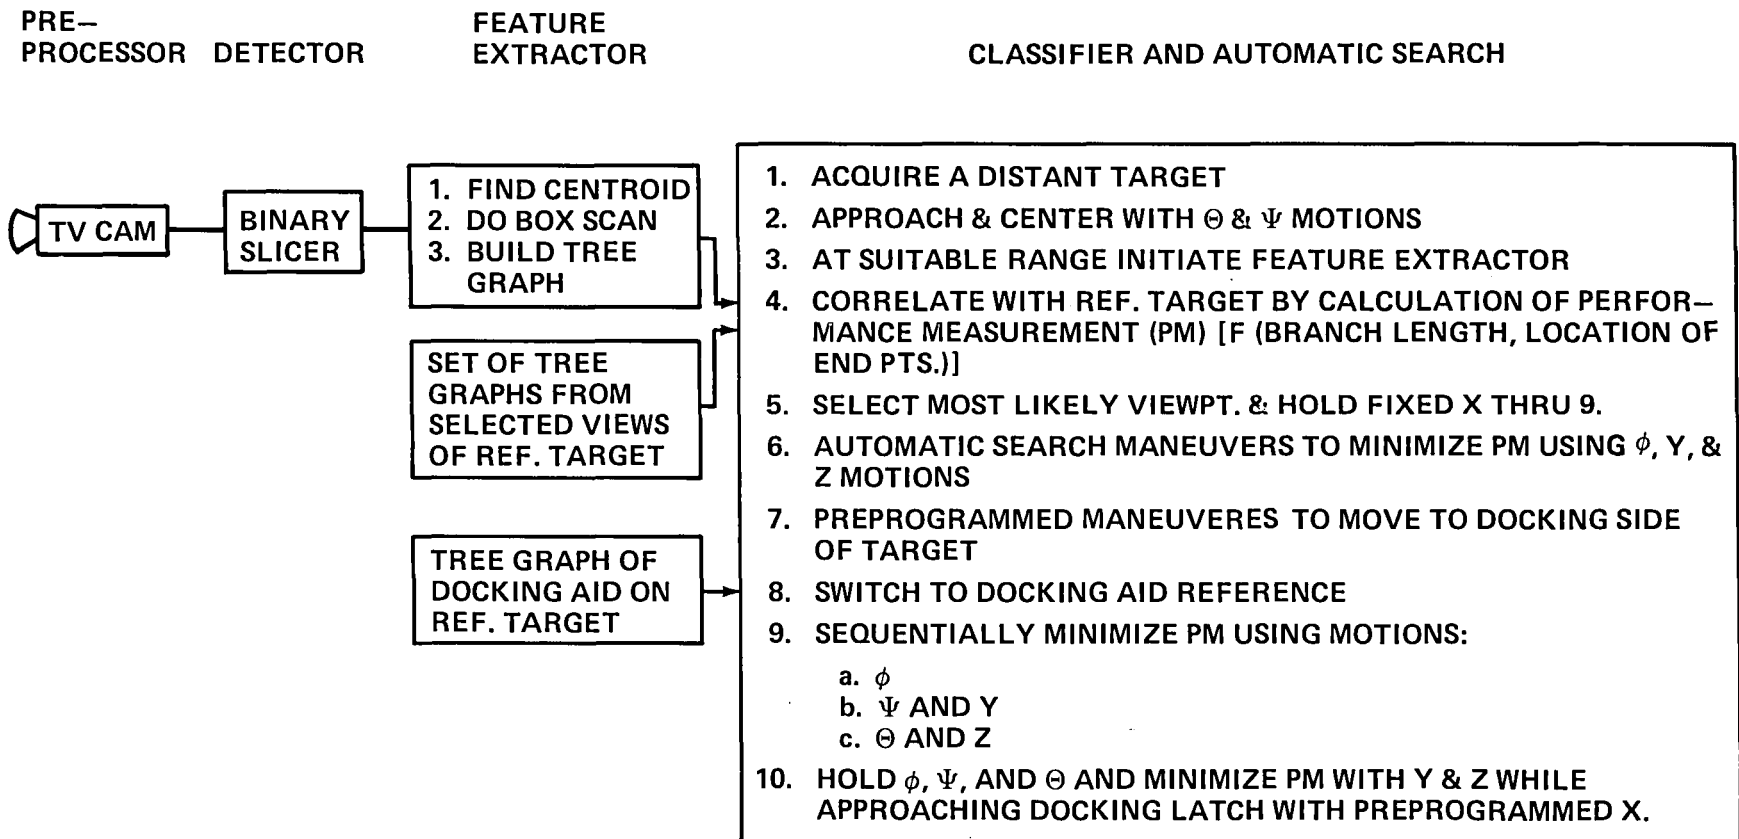 PRE–
PROCESSOR
DETECTOR
FEATURE
EXTRACTOR
CLASSIFIER AND AUTOMATIC SEARCH
TV CAM
BINARY
SLICER
1. FIND CENTROID
2. DO BOX SCAN
3. BUILD TREE
GRAPH
SET OF TREE
GRAPHS FROM
SELECTED VIEWS
OF REF. TARGET
TREE GRAPH OF
DOCKING AID ON
REF. TARGET
1. ACQUIRE A DISTANT TARGET
2. APPROACH & CENTER WITH Θ & Ψ MOTIONS
3. AT SUITABLE RANGE INITIATE FEATURE EXTRACTOR
4. CORRELATE WITH REF. TARGET BY CALCULATION OF PERFOR–
MANCE MEASUREMENT (PM) [F (BRANCH LENGTH, LOCATION OF
END PTS.)]
5. SELECT MOST LIKELY VIEWPT. & HOLD FIXED X THRU 9.
6. AUTOMATIC SEARCH MANEUVERS TO MINIMIZE PM USING ϕ, Y, &
Z MOTIONS
7. PREPROGRAMMED MANEUVERES TO MOVE TO DOCKING SIDE
OF TARGET
8. SWITCH TO DOCKING AID REFERENCE
9. SEQUENTIALLY MINIMIZE PM USING MOTIONS:
a. ϕ
b. Ψ AND Y
c. Θ AND Z
10. HOLD ϕ, Ψ, AND Θ AND MINIMIZE PM WITH Y & Z WHILE
APPROACHING DOCKING LATCH WITH PREPROGRAMMED X.